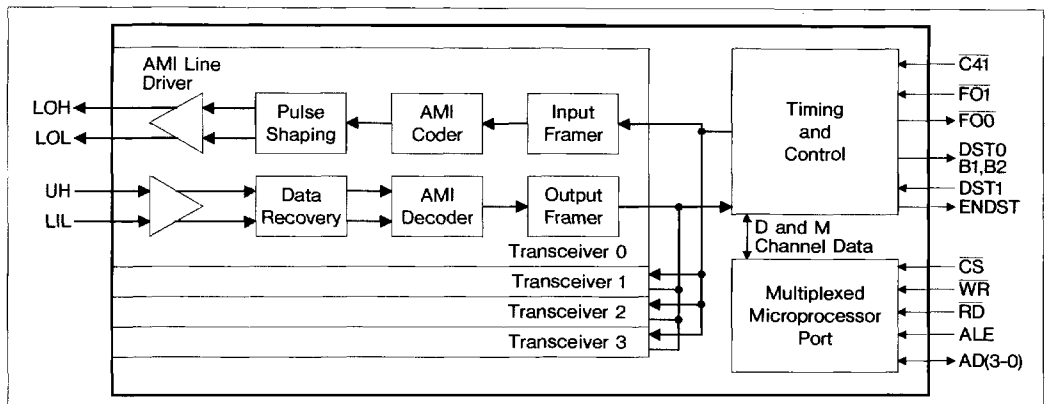 AMI Line
Driver
LOH
LOL
Pulse
Shaping
AMI
Coder
Input
Framer
UH
LIL
Data
Recovery
AMI
Decoder
Output
Framer
Transceiver 0
Transceiver 1
Transceiver 2
Transceiver 3
Timing
and
Control
D and M
Channel Data
Multiplexed
Microprocessor
Port
C41
FO1
FO0
DST0
B1,B2
DST1
ENDST
CS
WR
RD
ALE
AD(3-0)